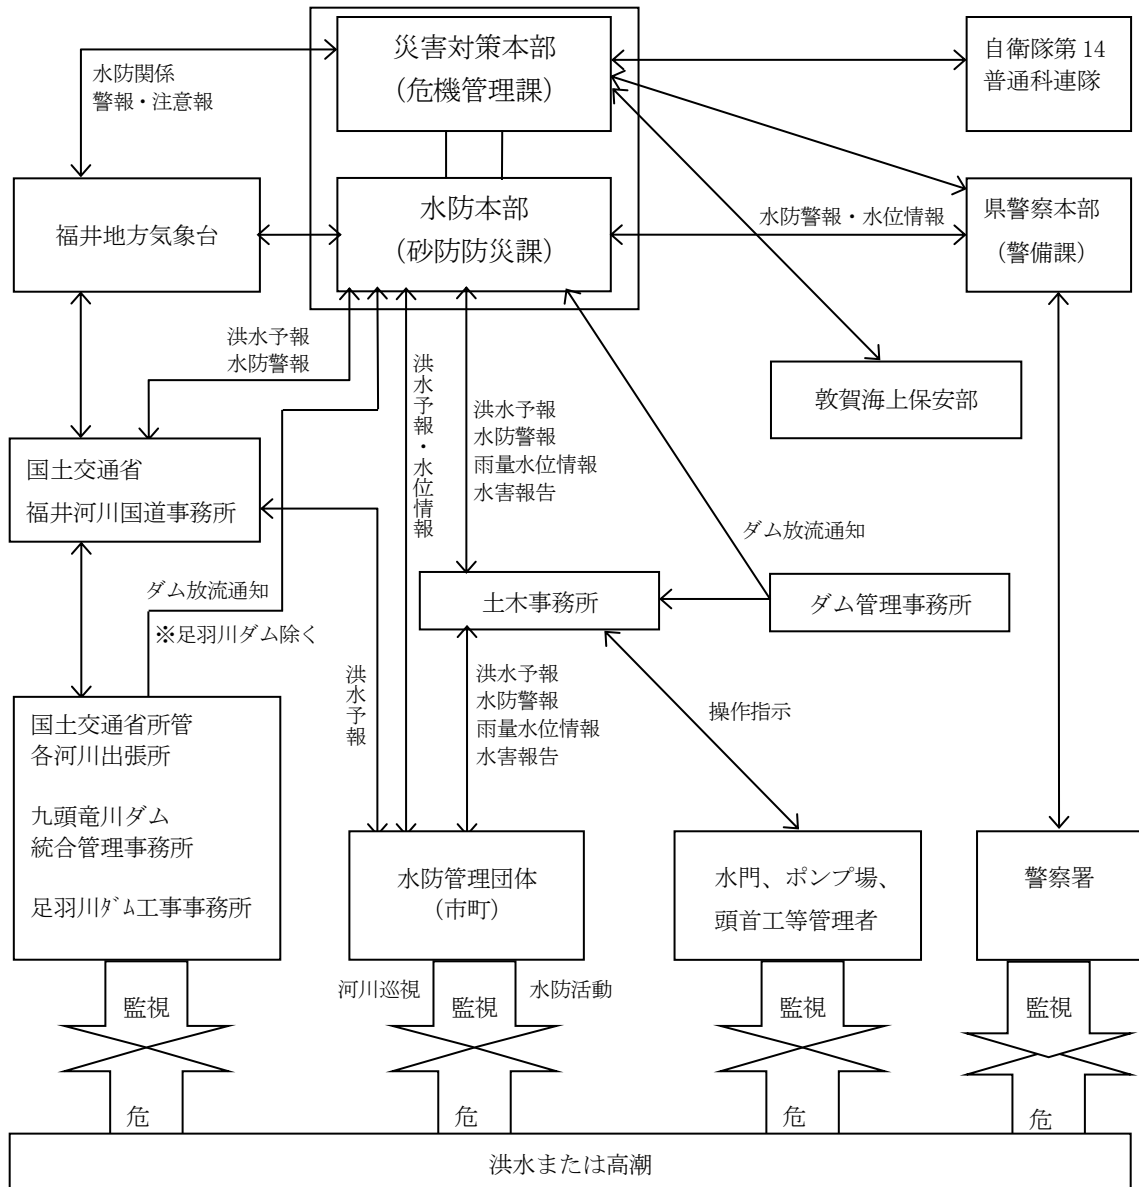 災害対策本部
（危機管理課）
自衛隊第 14
普通科連隊
水防関係
警報・注意報
福井地方気象台
水防本部
（砂防防災課）
水防警報・水位情報
県警察本部
（警備課）
洪水予報
水防警報
洪水予報・水位情報
洪水予報
水防警報
雨量水位情報
水害報告
敦賀海上保安部
国土交通省
福井河川国道事務所
ダム放流通知
ダム放流通知
※足羽川ダム除く
土木事務所
ダム管理事務所
洪水予報
洪水予報
水防警報
雨量水位情報
水害報告
操作指示
国土交通省所管
各河川出張所
九頭竜川ダム
統合管理事務所
足羽川ﾀﾞﾑ工事事務所
水防管理団体
（市町）
水門、ポンプ場、
頭首工等管理者
警察署
監視
河川巡視
監視
水防活動
監視
監視
危
危
危
危
洪水または高潮